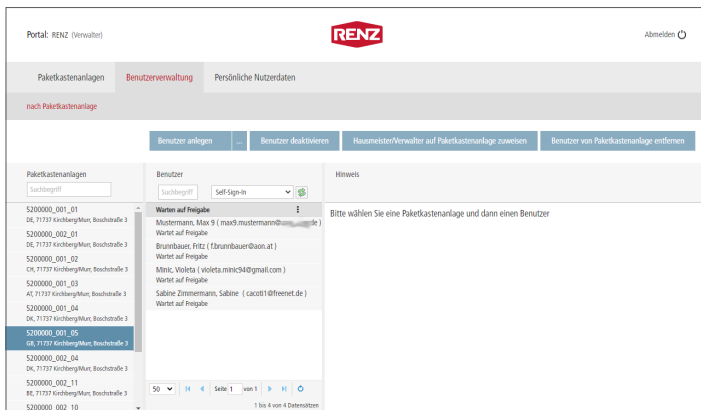 Portal: RENZ (Verwalter)
RENZ
Abmelden
Paketkastenanlagen
Benutzerverwaltung
Persönliche Nutzerdaten
nach Paketkastenanlage
Benutzer anlegen
...
Benutzer deaktivieren
Hausmeister/Verwalter auf Paketkastenanlage zuweisen
Benutzer von Paketkastenanlage entfernen
Paketkastenanlagen
Suchbegriff
5200000_001_01
DE, 71737 Kirchberg/Murr, Boschstraße 3
5200000_002_01
DE, 71737 Kirchberg/Murr, Boschstraße 3
5200000_001_02
CH, 71737 Kirchberg/Murr, Boschstraße 3
5200000_001_03
AT, 71737 Kirchberg/Murr, Boschstraße 3
5200000_001_04
DK, 71737 Kirchberg/Murr, Boschstraße 3
5200000_001_05
GB, 71737 Kirchberg/Murr, Boschstraße 3
5200000_002_04
DK, 71737 Kirchberg/Murr, Boschstraße 3
5200000_002_11
BE, 71737 Kirchberg/Murr, Boschstraße 3
5200000_002_10
Benutzer
Suchbegriff
Self-Sign-In
Warten auf Freigabe
Mustermann, Max 9 ( max9.mustermann@ .de )
Wartet auf Freigabe
Brunnbauer, Fritz ( f.brunnbauer@aon.at )
Wartet auf Freigabe
Minic, Violeta ( violeta.minic94@gmail.com )
Wartet auf Freigabe
Sabine Zimmermann, Sabine ( cacoti1@freenet.de )
Wartet auf Freigabe
50 Seite 1 von 1
1 bis 4 von 4 Datensätzen
Hinweis
Bitte wählen Sie eine Paketkastenanlage und dann einen Benutzer